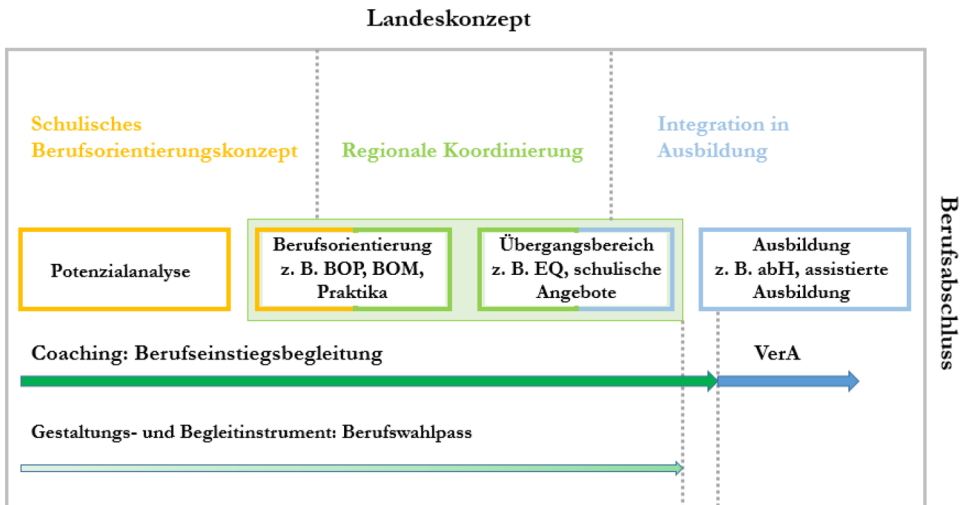 Landeskonzept
Schulisches
Berufsorientierungskonzept
Regionale Koordinierung
Integration in
Ausbildung
Potenzialanalyse
Berufsorientierung
z. B. BOP, BOM,
Praktika
Übergangsbereich
z. B. EQ, schulische
Angebote
Ausbildung
z. B. abH, assistierte
Ausbildung
Berufsabschluss
Coaching: Berufseinstiegsbegleitung
VerA
Gestaltungs- und Begleitinstrument: Berufswahlpass